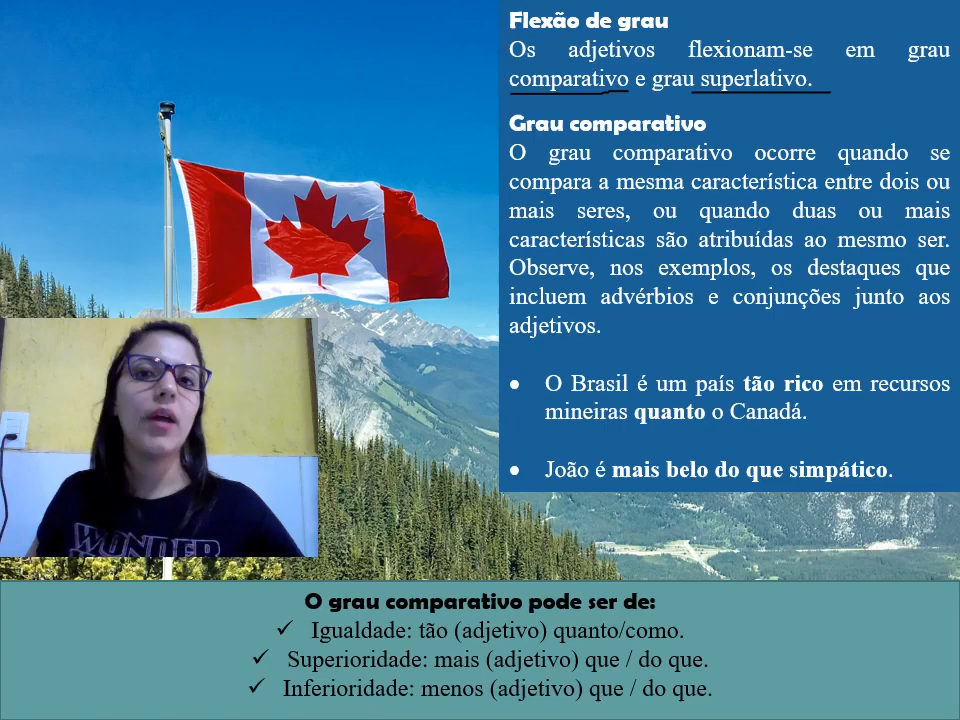 Flexão de grau
Os adjetivos flexionam-se em grau
comparativo e grau superlativo.
Grau comparativo
O grau comparativo ocorre quando se
compara a mesma característica entre dois ou
mais seres, ou quando duas ou mais
características são atribuídas ao mesmo ser.
Observe, nos exemplos, os destaques que
incluem advérbios e conjunções junto aos
adjetivos.
• O Brasil é um país tão rico em recursos
mineiras quanto o Canadá.
• João é mais belo do que simpático.
WONDER
O grau comparativo pode ser de:
✓ Igualdade: tão (adjetivo) quanto/como.
✓ Superioridade: mais (adjetivo) que / do que.
✓ Inferioridade: menos (adjetivo) que / do que.